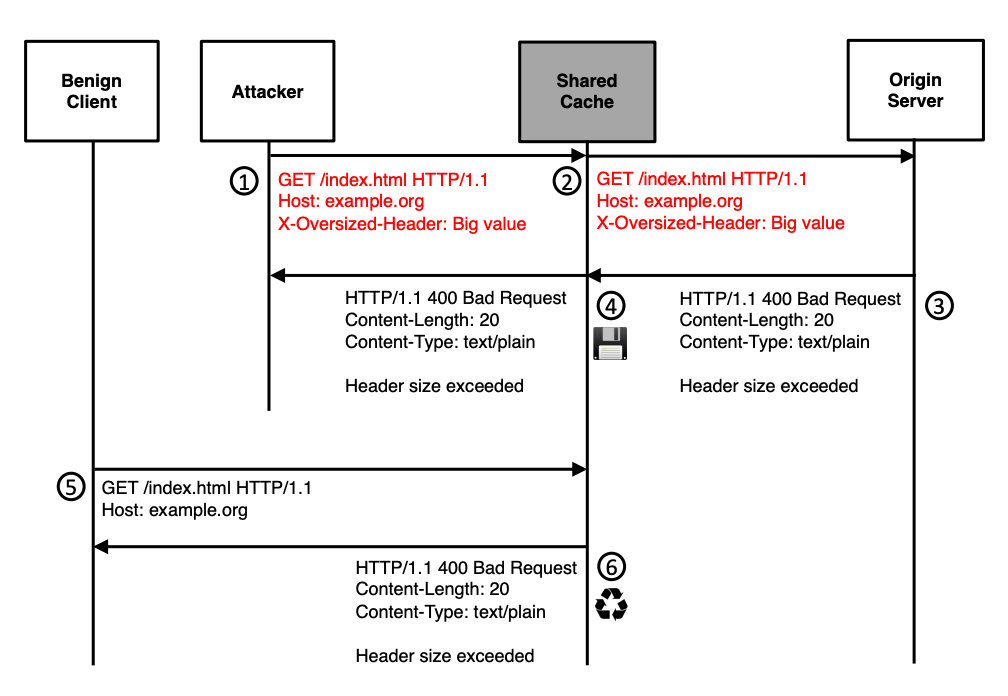 Benign
Client
Attacker
Shared
Cache
Origin
Server
①
GET /index.html HTTP/1.1
Host: example.org
X-Oversized-Header: Big value
②
GET /index.html HTTP/1.1
Host: example.org
X-Oversized-Header: Big value
HTTP/1.1 400 Bad Request
Content-Length: 20
Content-Type: text/plain
Header size exceeded
④
HTTP/1.1 400 Bad Request
Content-Length: 20
Content-Type: text/plain
Header size exceeded
③
⑤
GET /index.html HTTP/1.1
Host: example.org
HTTP/1.1 400 Bad Request
Content-Length: 20
Content-Type: text/plain
Header size exceeded
⑥